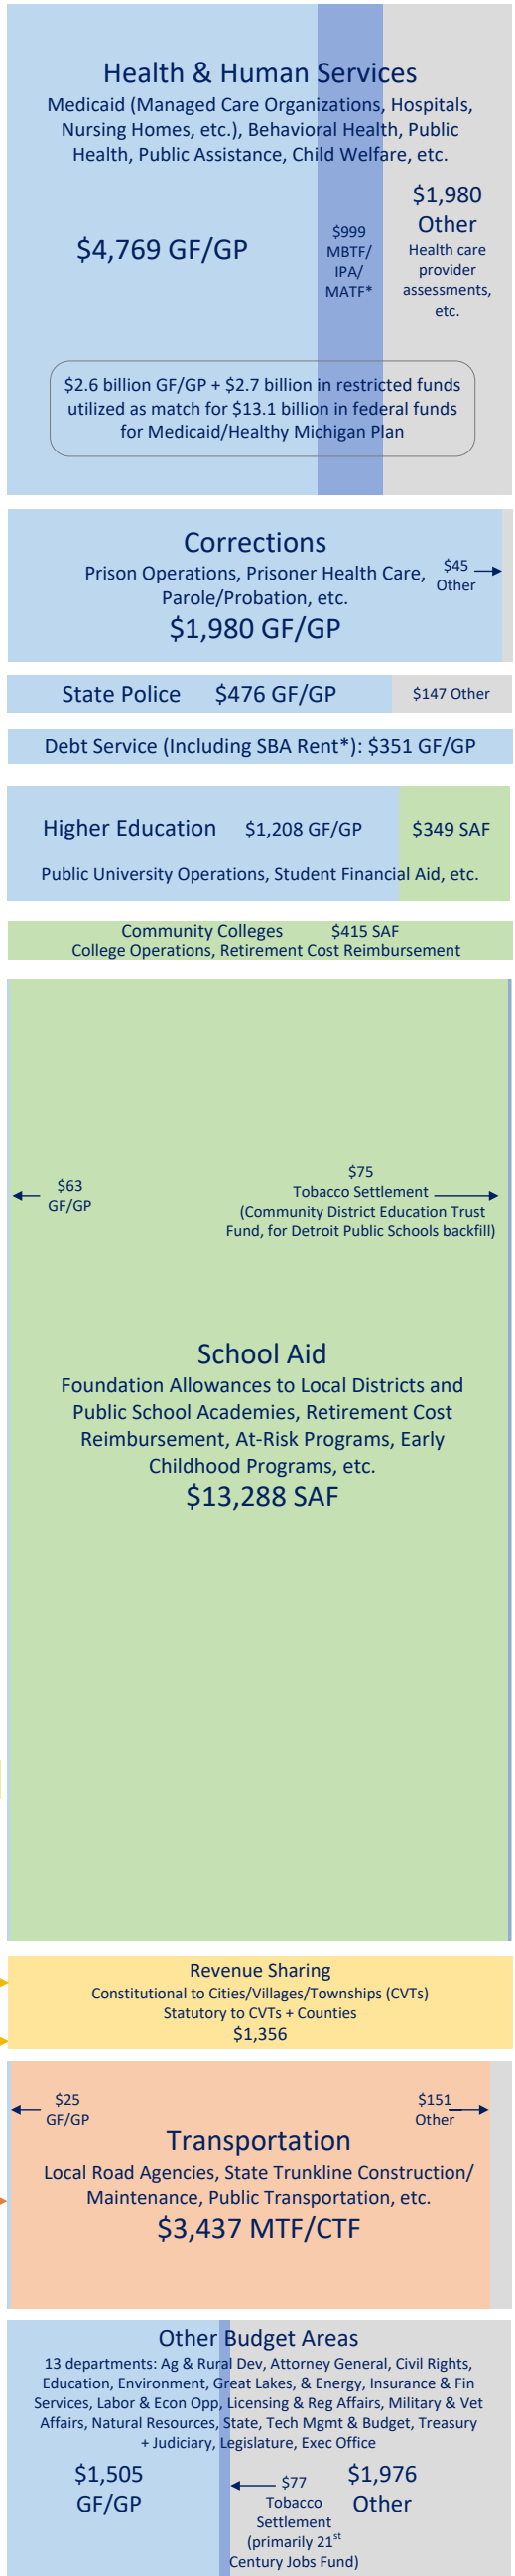 Health & Human Services
Medicaid (Managed Care Organizations, Hospitals,
Nursing Homes, etc.), Behavioral Health, Public
Health, Public Assistance, Child Welfare, etc.
$4,769 GF/GP
$999
MBTF/
IPA/
MATF*
$1,980
Other
Health care
provider
assessments,
etc.
$2.6 billion GF/GP + $2.7 billion in restricted funds
utilized as match for $13.1 billion in federal funds
for Medicaid/Healthy Michigan Plan
Corrections
Prison Operations, Prisoner Health Care,
Parole/Probation, etc.
$1,980 GF/GP
$45
Other
State Police $476 GF/GP
$147 Other
Debt Service (Including SBA Rent*): $351 GF/GP
Higher Education $1,208 GF/GP
$349 SAF
Public University Operations, Student Financial Aid, etc.
Community Colleges $415 SAF
College Operations, Retirement Cost Reimbursement
$63
GF/GP
$75
Tobacco Settlement
(Community District Education Trust
Fund, for Detroit Public Schools backfill)
School Aid
Foundation Allowances to Local Districts and
Public School Academies, Retirement Cost
Reimbursement, At-Risk Programs, Early
Childhood Programs, etc.
$13,288 SAF
Revenue Sharing
Constitutional to Cities/Villages/Townships (CVTs)
Statutory to CVTs + Counties
$1,356
$25
GF/GP
$151
Other
Transportation
Local Road Agencies, State Trunkline Construction/
Maintenance, Public Transportation, etc.
$3,437 MTF/CTF
Other Budget Areas
13 departments: Ag & Rural Dev, Attorney General, Civil Rights,
Education, Environment, Great Lakes, & Energy, Insurance & Fin
Services, Labor & Econ Opp, Licensing & Reg Affairs, Military & Vet
Affairs, Natural Resources, State, Tech Mgmt & Budget, Treasury
+ Judiciary, Legislature, Exec Office
$1,505
GF/GP
$77
Tobacco
Settlement
(primarily 21st
Century Jobs Fund)
$1,976
Other